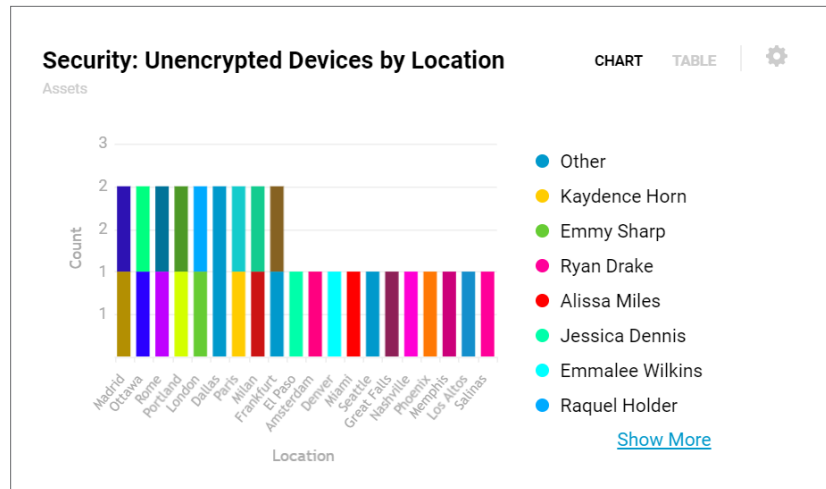 Security: Unencrypted Devices by Location
CHART
TABLE
Assets
3
2
2
1
1
Count
Madrid
Ottawa
Rome
Portland
London
Dallas
Paris
Milan
Frankfurt
El Paso
Amsterdam
Denver
Miami
Seattle
Great Falls
Nashville
Phoenix
Memphis
Los Altos
Salinas
Location
Other
Kaydence Horn
Emmy Sharp
Ryan Drake
Alissa Miles
Jessica Dennis
Emmalee Wilkins
Raquel Holder
Show More